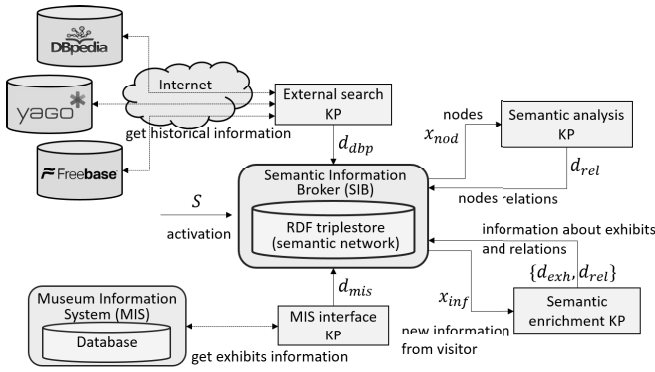 DBpedia
Internet
yago
External search
KP
get historical information
Freebase
d_dbp
nodes
x_nod
Semantic analysis
KP
d_rel
nodes relations
Semantic Information
Broker (SIB)
RDF triplestore
(semantic network)
S
activation
information about exhibits
and relations
{d_exh, d_rel}
d_mis
x_inf
Semantic
enrichment KP
new information
from visitor
Museum Information
System (MIS)
Database
MIS interface
KP
get exhibits information